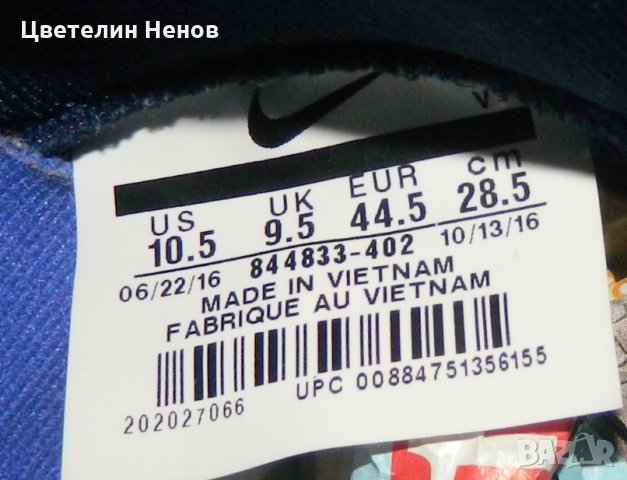 Цветелин Ненов
V
US UK EUR cm
10.5 9.5 44.5 28.5
06/22/16 844833-402 10/13/16
MADE IN VIETNAM
FABRIQUE AU VIETNAM
202027066 UPC 00884751356155
BAZAR